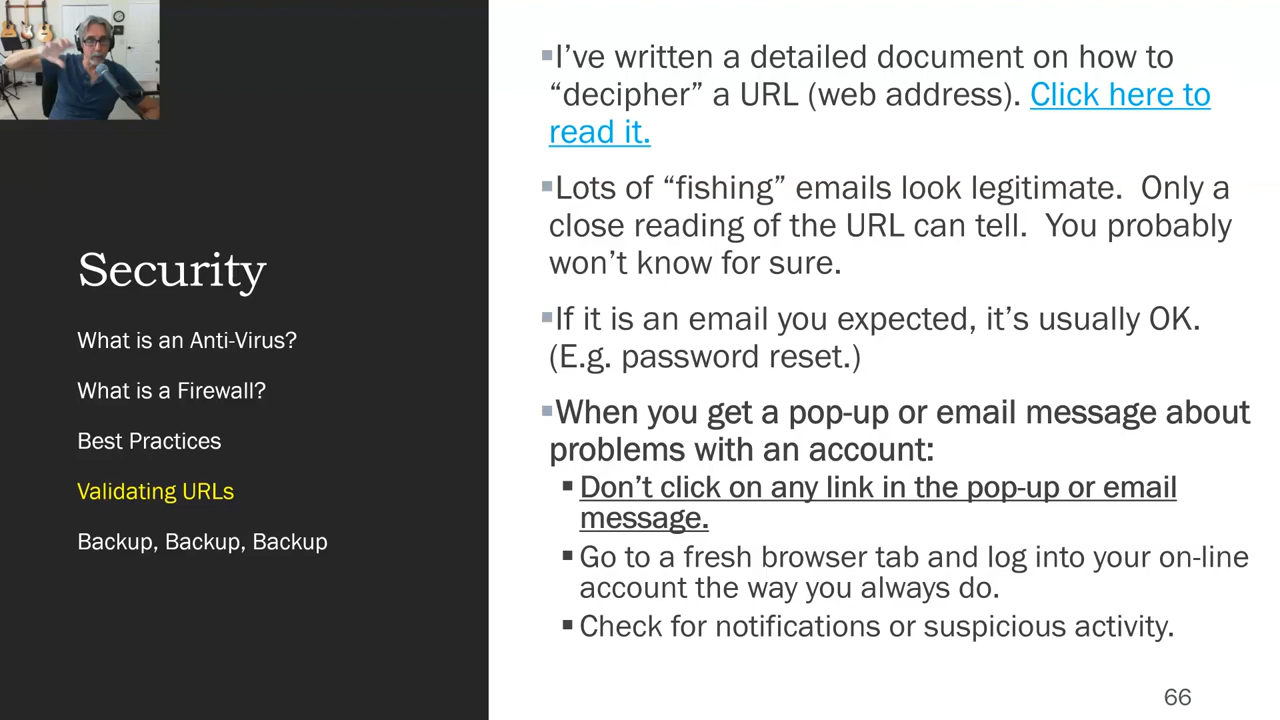 Security
What is an Anti-Virus?
What is a Firewall?
Best Practices
Validating URLs
Backup, Backup, Backup
▪I’ve written a detailed document on how to
“decipher” a URL (web address). Click here to
read it.
▪Lots of “fishing” emails look legitimate.  Only a
close reading of the URL can tell.  You probably
won’t know for sure.
▪If it is an email you expected, it’s usually OK.
(E.g. password reset.)
▪When you get a pop-up or email message about
problems with an account:
▪Don’t click on any link in the pop-up or email
message.
▪Go to a fresh browser tab and log into your on-line
account the way you always do.
▪Check for notifications or suspicious activity.
66